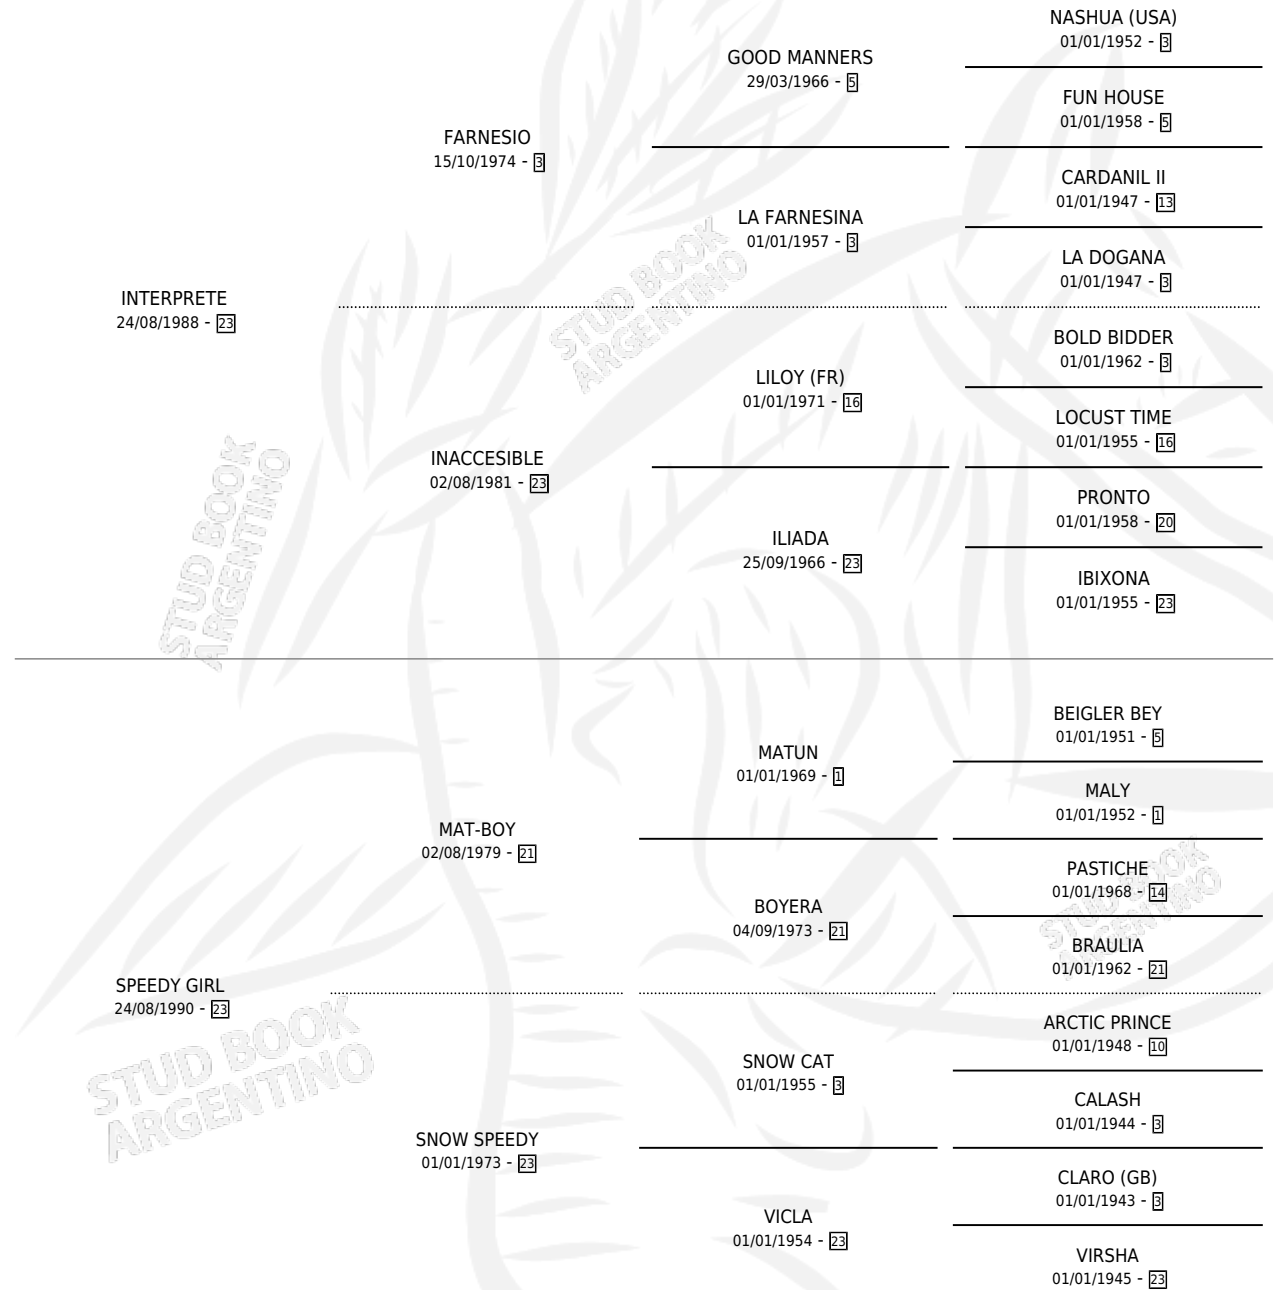 NASHUA (USA)
01/01/1952 - 3
GOOD MANNERS
29/03/1966 - 5
FUN HOUSE
01/01/1958 - 5
FARNESIO
15/10/1974 - 3
CARDANIL II
01/01/1947 - 13
LA FARNESINA
01/01/1957 - 3
LA DOGANA
01/01/1947 - 3
INTERPRETE
24/08/1988 - 23
BOLD BIDDER
01/01/1962 - 3
LILOY (FR)
01/01/1971 - 16
LOCUST TIME
01/01/1955 - 16
INACCESIBLE
02/08/1981 - 23
PRONTO
01/01/1958 - 20
ILIADA
25/09/1966 - 23
IBIXONA
01/01/1955 - 23
BEIGLER BEY
01/01/1951 - 5
MATUN
01/01/1969 - 1
MALY
01/01/1952 - 1
MAT-BOY
02/08/1979 - 21
PASTICHE
01/01/1968 - 14
BOYERA
04/09/1973 - 21
BRAULIA
01/01/1962 - 21
SPEEDY GIRL
24/08/1990 - 23
ARCTIC PRINCE
01/01/1948 - 10
SNOW CAT
01/01/1955 - 3
CALASH
01/01/1944 - 3
SNOW SPEEDY
01/01/1973 - 23
CLARO (GB)
01/01/1943 - 3
VICLA
01/01/1954 - 23
VIRSHA
01/01/1945 - 23
STUD BOOK
ARGENTINO
STUD BOOK
ARGENTINO
STUD BOOK
ARGENTINO
STUD BOOK
ARGENTINO